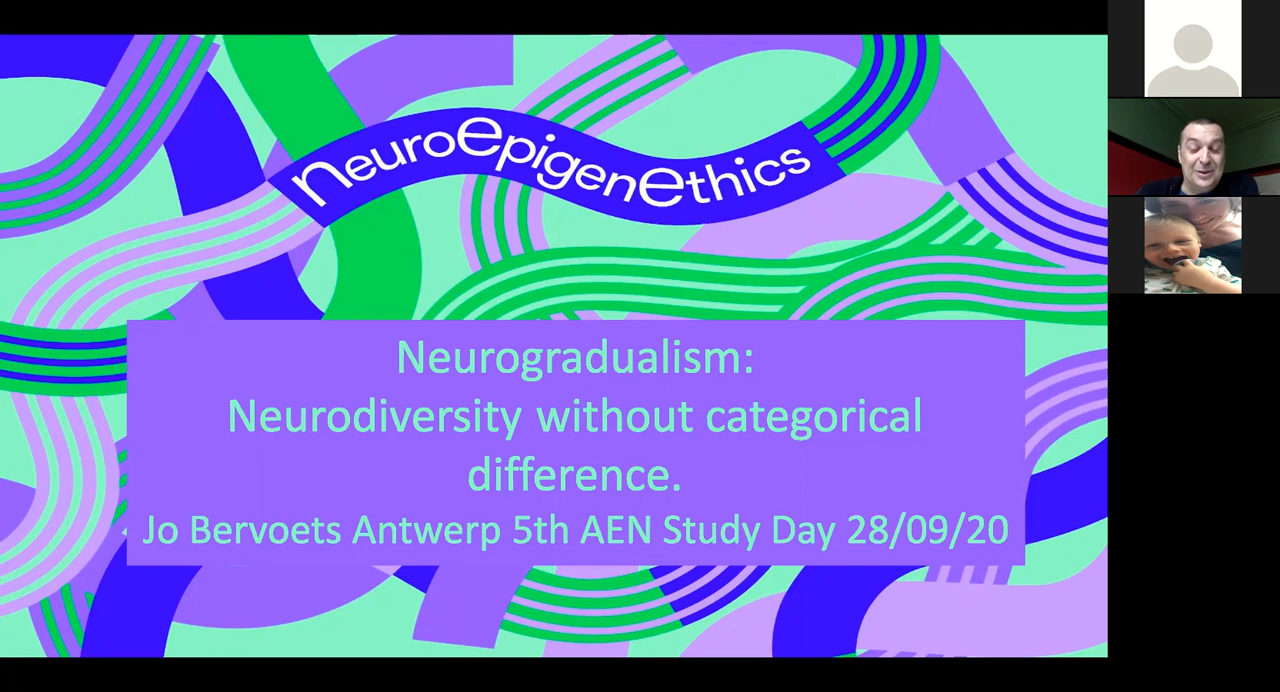 NeuroEpigenEthics
Neurogradualism:
Neurodiversity without categorical
difference.
Jo Bervoets Antwerp 5th AEN Study Day 28/09/20